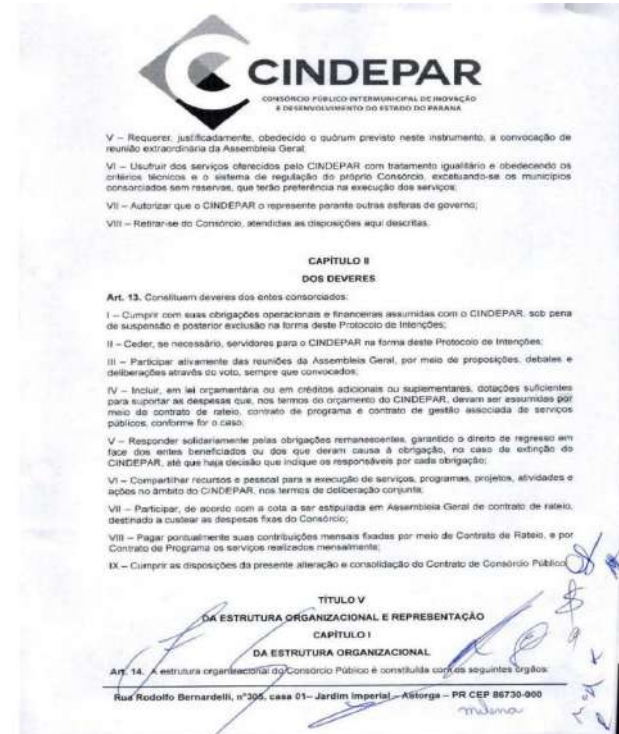 CINDEPAR
CONSÓRCIO PÚBLICO INTERMUNICIPAL DE INOVAÇÃO
E DESENVOLVIMENTO DO ESTADO DO PARANÁ
V – Requerer, justificadamente, obedecido o quórum previsto neste instrumento, a convocação de
reunião extraordinária da Assembleia Geral;
VI – Usufruir dos serviços oferecidos pelo CINDEPAR com tratamento igualitário e obedecendo os
critérios técnicos e o sistema de regulação do próprio Consórcio, excetuando-se os municípios
consorciados sem reservas, que terão preferência na execução dos serviços;
VII – Autorizar que o CINDEPAR o represente perante outras esferas de governo;
VIII – Retirar-se do Consórcio, atendidas as disposições aqui descritas.
CAPÍTULO II
DOS DEVERES
Art. 13. Constituem deveres dos entes consorciados:
I – Cumprir com suas obrigações operacionais e financeiras assumidas com o CINDEPAR, sob pena
de suspensão e posterior exclusão na forma deste Protocolo de Intenções;
II – Ceder, se necessário, servidores para o CINDEPAR na forma deste Protocolo de Intenções;
III – Participar ativamente das reuniões da Assembleia Geral, por meio de proposições, debates e
deliberações através do voto, sempre que convocados;
IV – Incluir, em lei orçamentária ou em créditos adicionais ou suplementares, dotações suficientes
para suportar as despesas que, nos termos do orçamento do CINDEPAR, devam ser assumidas por
meio de contrato de rateio, contrato de programa e contrato de gestão associada de serviços
públicos, conforme for o caso;
V – Responder solidariamente pelas obrigações remanescentes, garantido o direito de regresso em
face dos entes beneficiados ou dos que deram causa à obrigação, no caso de extinção do
CINDEPAR, até que haja decisão que indique os responsáveis por cada obrigação;
VI – Compartilhar recursos e pessoal para a execução de serviços, programas, projetos, atividades e
ações no âmbito do CINDEPAR, nos termos de deliberação conjunta;
VII – Participar, de acordo com a cota a ser estipulada em Assembleia Geral de contrato de rateio,
destinado a custear as despesas fixas do Consórcio;
VIII – Pagar pontualmente suas contribuições mensais fixadas por meio de Contrato de Rateio, e por
Contrato de Programa os serviços realizados mensalmente;
IX – Cumprir as disposições da presente alteração e consolidação do Contrato de Consórcio Público
TÍTULO V
DA ESTRUTURA ORGANIZACIONAL E REPRESENTAÇÃO
CAPÍTULO I
DA ESTRUTURA ORGANIZACIONAL
Art. 14. A estrutura organizacional do Consórcio Público é constituída com os seguintes órgãos:
Rua Rodolfo Bernardelli, nº305, casa 01– Jardim Imperial – Astorga – PR CEP 86730-000
milena